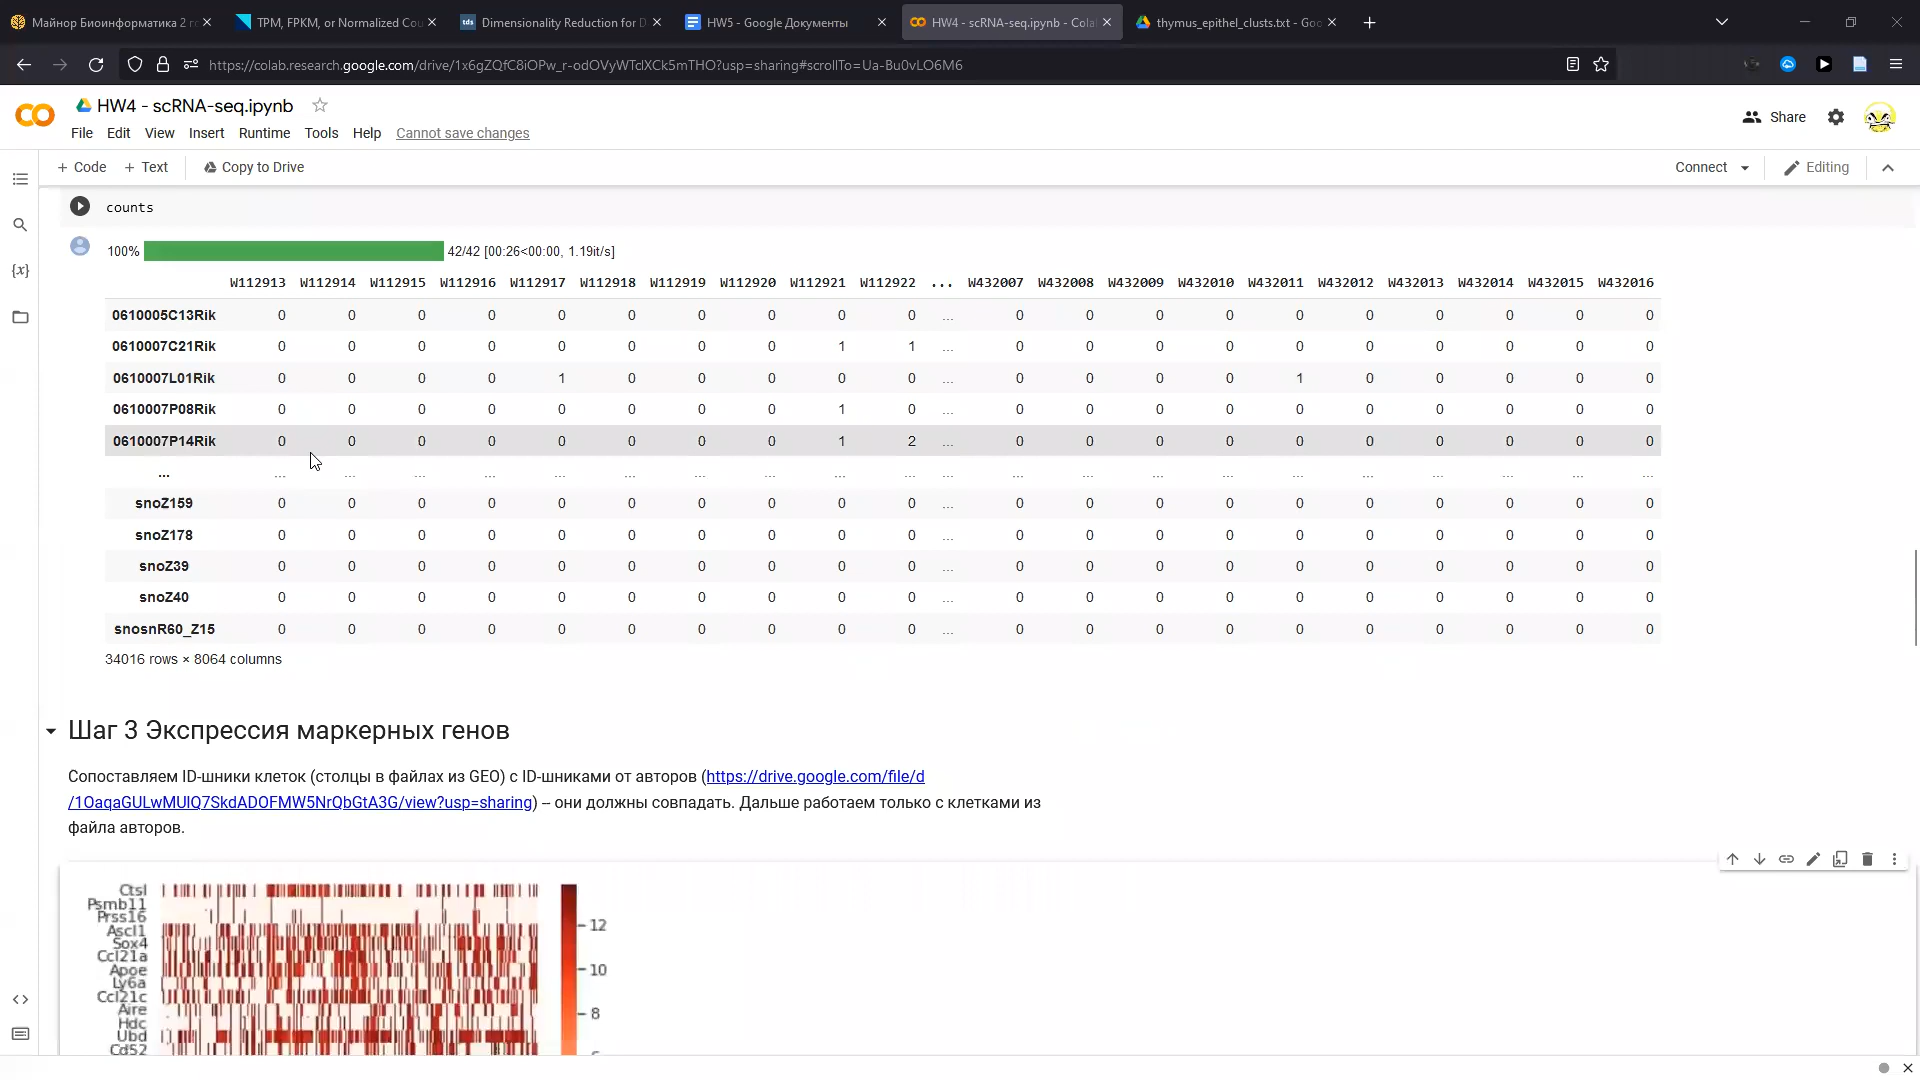 Майнор Биоинформатика 2 г
TPM, FPKM, or Normalized Cou
Dimensionality Reduction for D
HW5 - Google Документы
HW4 - scRNA-seq.ipynb - Cola
thymus_epithel_clusts.txt - Goo
https://colab.research.google.com/drive/1x6gZQfC8iOPw_r-odOVyWTclXCk5mTHO?usp=sharing#scrollTo=Ua-Bu0vLO6M6
HW4 - scRNA-seq.ipynb
File Edit View Insert Runtime Tools Help Cannot save changes
Share
+ Code + Text Copy to Drive
Connect Editing
counts
100% 42/42 [00:26<00:00, 1.19it/s]
W112913 W112914 W112915 W112916 W112917 W112918 W112919 W112920 W112921 W112922 ... W432007 W432008 W432009 W432010 W432011 W432012 W432013 W432014 W432015 W432016
0610005C13Rik 0 0 0 0 0 0 0 0 0 0 ... 0 0 0 0 0 0 0 0 0 0
0610007C21Rik 0 0 0 0 0 0 0 0 1 1 ... 0 0 0 0 0 0 0 0 0 0
0610007L01Rik 0 0 0 0 1 0 0 0 0 0 ... 0 0 0 0 1 0 0 0 0 0
0610007P08Rik 0 0 0 0 0 0 0 0 1 0 ... 0 0 0 0 0 0 0 0 0 0
0610007P14Rik 0 0 0 0 0 0 0 0 1 2 ... 0 0 0 0 0 0 0 0 0 0
... ... ... ... ... ... ... ... ... ... ... ... ... ... ... ... ... ... ... ... ... ...
snoZ159 0 0 0 0 0 0 0 0 0 0 ... 0 0 0 0 0 0 0 0 0 0
snoZ178 0 0 0 0 0 0 0 0 0 0 ... 0 0 0 0 0 0 0 0 0 0
snoZ39 0 0 0 0 0 0 0 0 0 0 ... 0 0 0 0 0 0 0 0 0 0
snoZ40 0 0 0 0 0 0 0 0 0 0 ... 0 0 0 0 0 0 0 0 0 0
snosnR60_Z15 0 0 0 0 0 0 0 0 0 0 ... 0 0 0 0 0 0 0 0 0 0
34016 rows × 8064 columns
Шаг 3 Экспрессия маркерных генов
Сопоставляем ID-шники клеток (столбцы в файлах из GEO) с ID-шниками от авторов (https://drive.google.com/file/d
/1OaqaGULwMUlQ7SkdADOFMW5NrQbGtA3G/view?usp=sharing) – они должны совпадать. Дальше работаем только с клетками из
файла авторов.
Ctsl
Psmb11
Prss16
Ascl1
Sox4
Ccl21a
Apoe
Ly6a
Ccl21c
Aire
Hdc
Ubd
Cd52
12
10
8